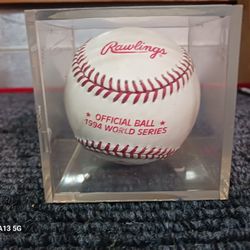 Rawlings
★ OFFICIAL BALL ★
1994 WORLD SERIES
A13 5G